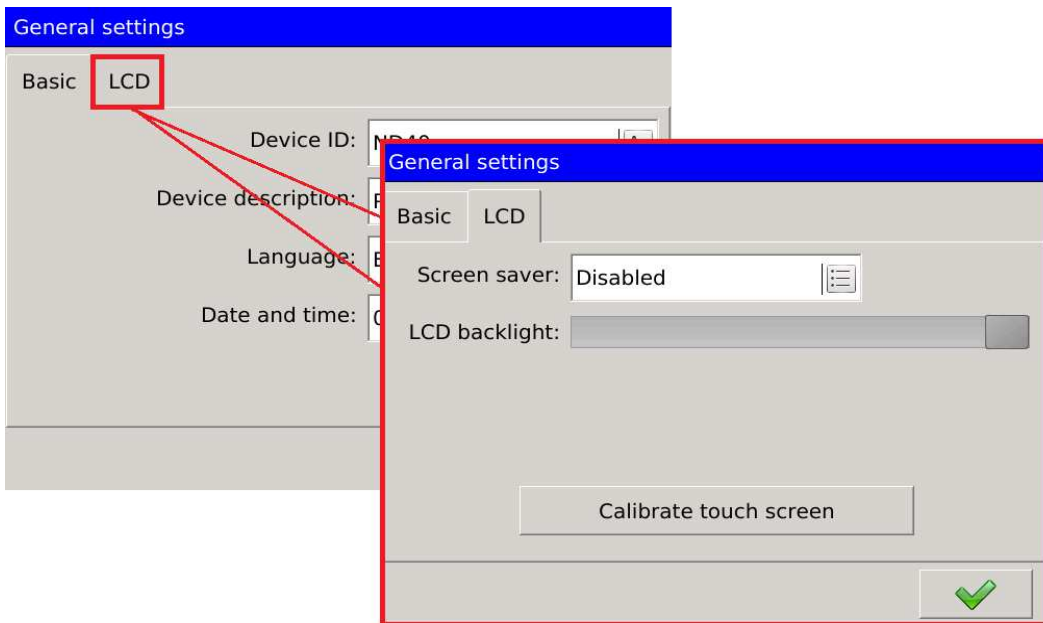 General settings
Basic LCD
Device ID:
Device description:
Language:
Date and time:
General settings
Basic LCD
Screen saver: Disabled
LCD backlight:
Calibrate touch screen